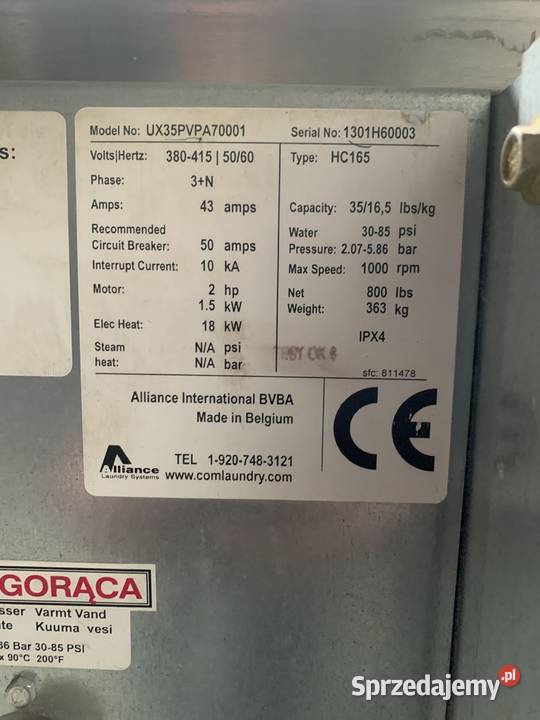 s:
Model No: UX35PVPA70001
Serial No: 1301H60003
Volts|Hertz: 380-415 | 50/60
Type: HC165
Phase: 3+N
Amps: 43 amps
Capacity: 35/16,5 lbs/kg
Recommended
Circuit Breaker: 50 amps
Water 30-85 psi
Pressure: 2.07-5.86 bar
Interrupt Current: 10 kA
Max Speed: 1000 rpm
Motor: 2 hp
1.5 kW
Net 800 lbs
Weight: 363 kg
Elec Heat: 18 kW
IPX4
Steam N/A psi
heat: N/A bar
TEST OK
sfc: 811478
Alliance International BVBA
Made in Belgium
CE
TEL 1-920-748-3121
www.comlaundry.com
Alliance
Laundry Systems
GORĄCA
sser Varmt Vand
te Kuuma vesi
86 Bar 30-85 PSI
x 90°C 200°F
Sprzedajemy.pl